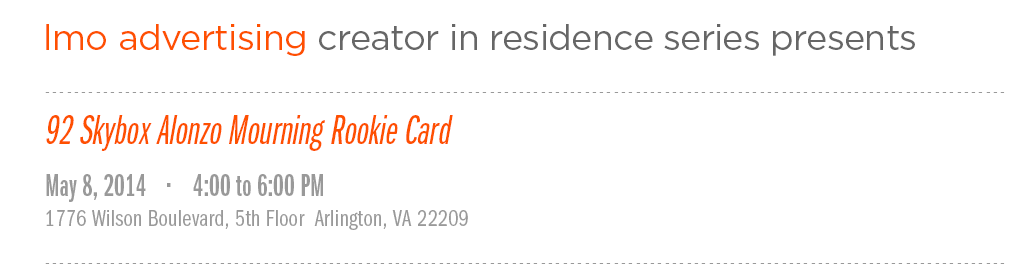 lmo advertising creator in residence series presents
92 Skybox Alonzo Mourning Rookie Card
May 8, 2014 · 4:00 to 6:00 PM
1776 Wilson Boulevard, 5th Floor Arlington, VA 22209